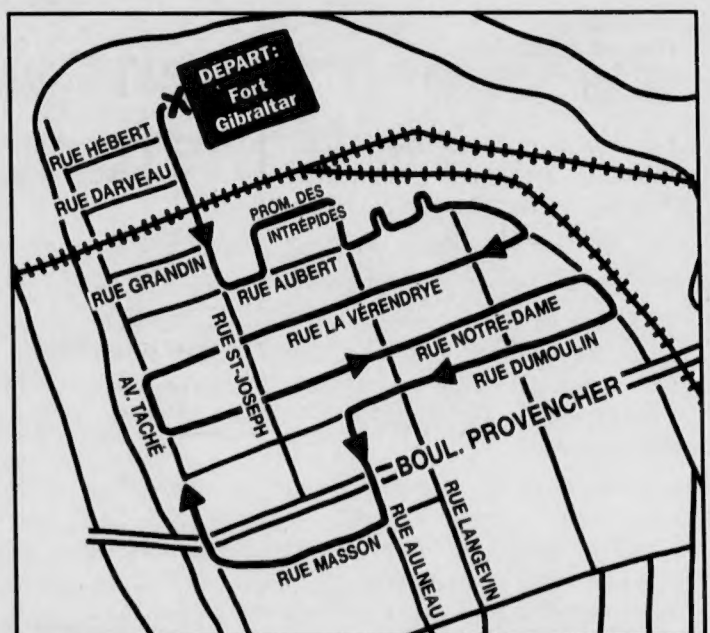 DÉPART:
Fort
Gibraltar
RUE HÉBERT
RUE DARVEAU
PROM. DES
INTRÉPIDES
RUE GRANDIN
RUE AUBERT
RUE LA VÉRENDRYE
RUE ST-JOSEPH
RUE NOTRE-DAME
RUE DUMOULIN
AV. TACHÉ
BOUL. PROVENCHER
RUE MASSON
RUE AULNEAU
RUE LANGEVIN